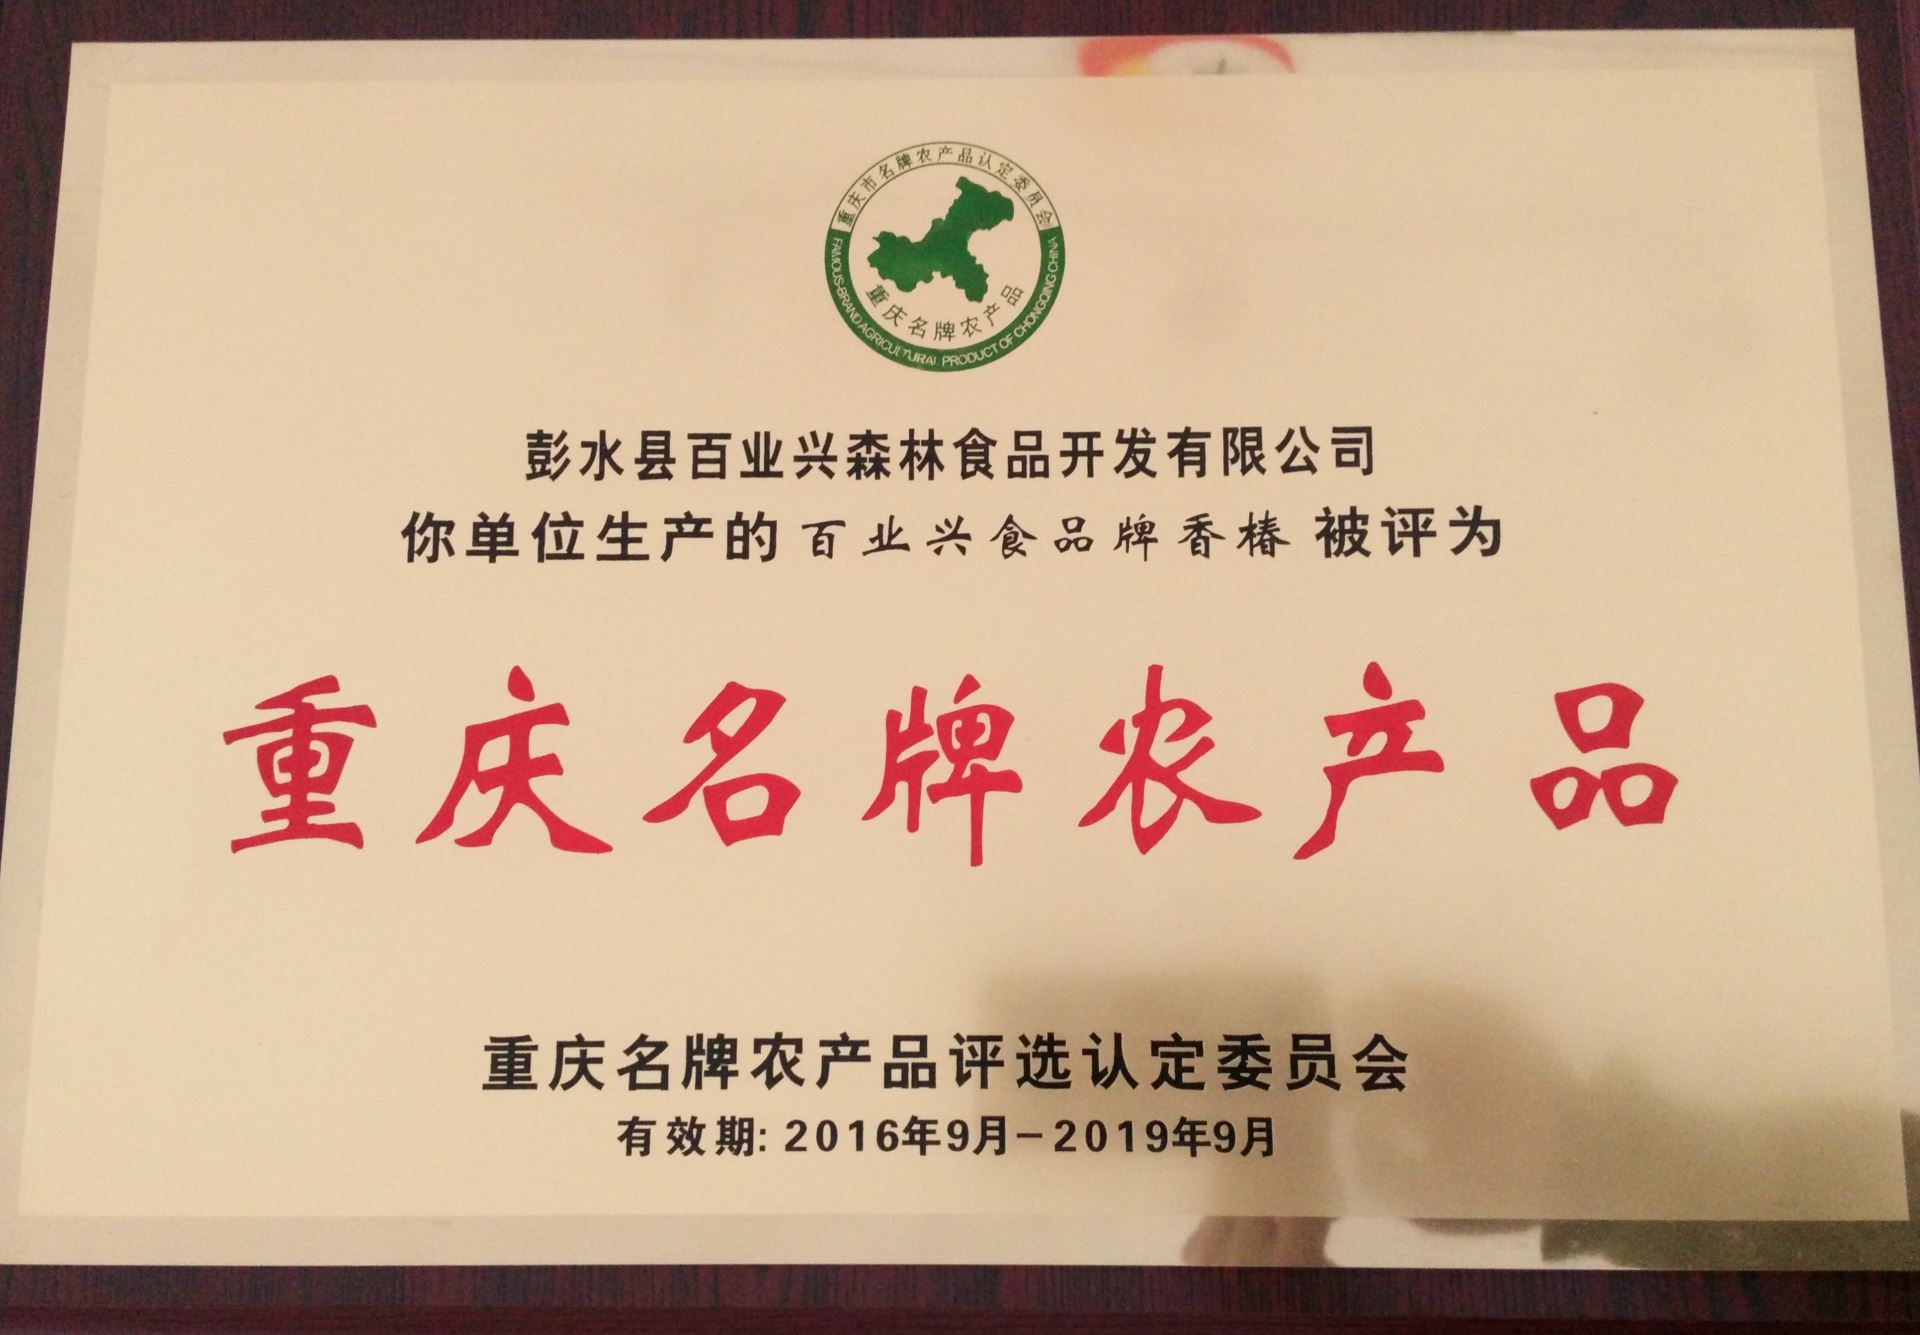 重庆市名牌农产品认定委员会
重庆名牌农产品
FAMOUS-BRAND AGRICULTURAL PRODUCT OF CHONGQING CHINA
彭水县百业兴森林食品开发有限公司
你单位生产的 百业兴食品牌香椿 被评为
重庆名牌农产品
重庆名牌农产品评选认定委员会
有效期: 2016年9月-2019年9月